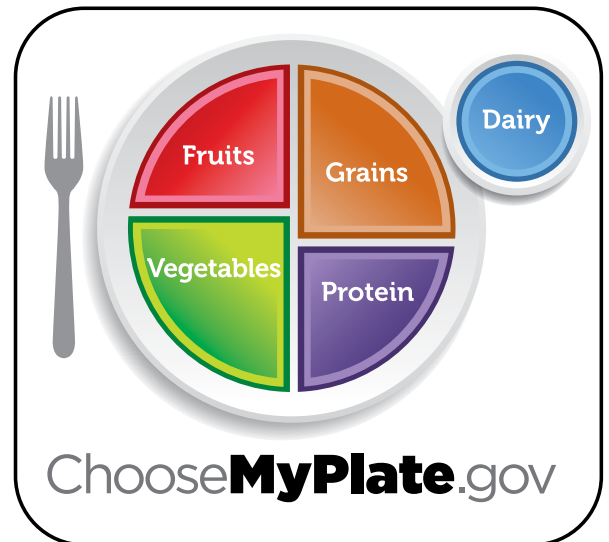 Dairy
Fruits
Grains
Vegetables
Protein
ChooseMyPlate.gov